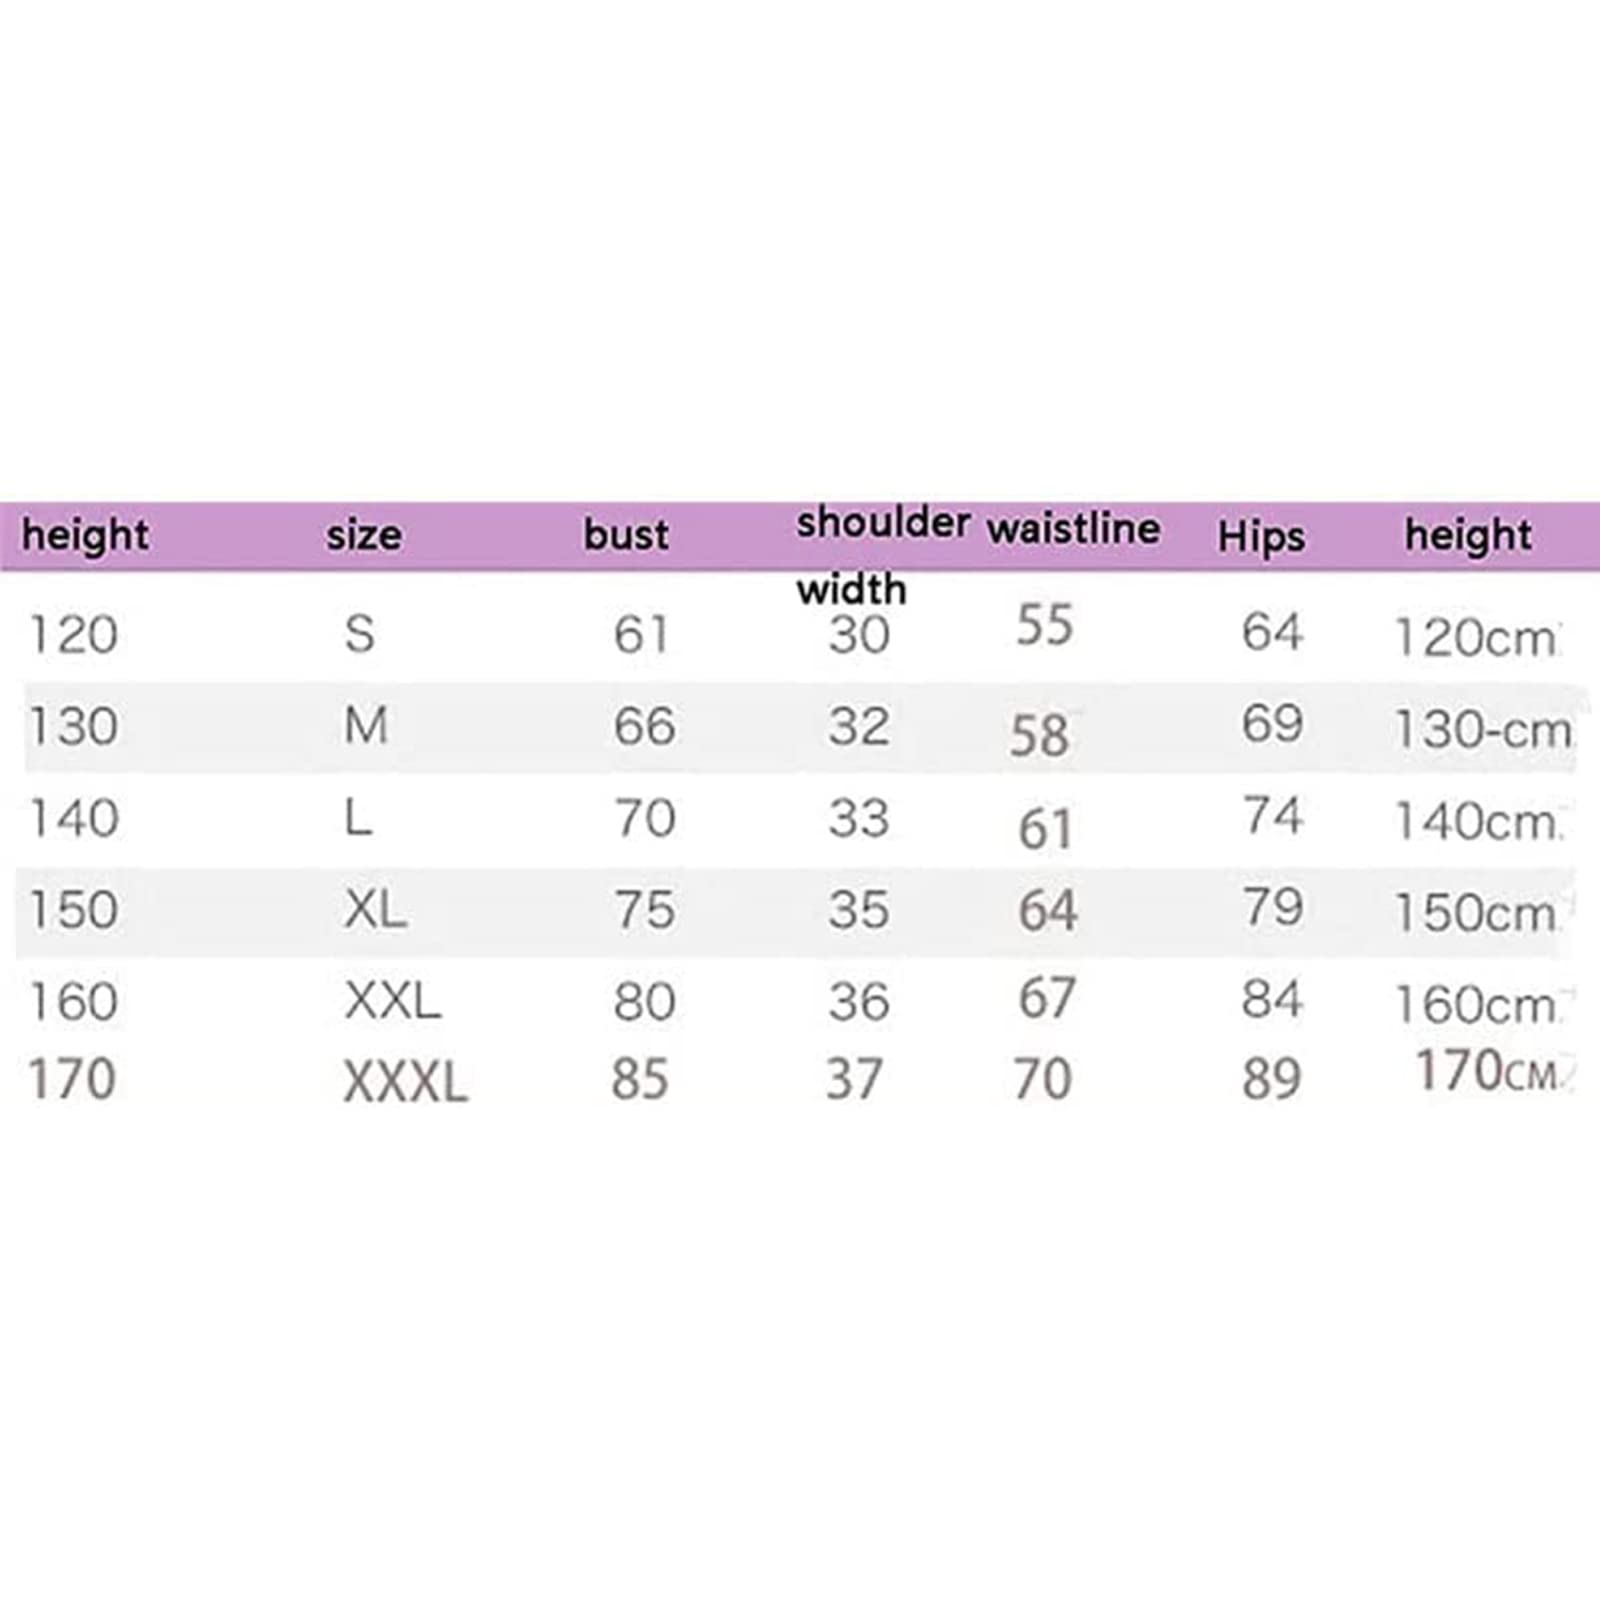 height size bust shoulder width waistline Hips height
120 S 61 30 55 64 120cm
130 M 66 32 58 69 130-cm
140 L 70 33 61 74 140cm
150 XL 75 35 64 79 150cm
160 XXL 80 36 67 84 160cm
170 XXXL 85 37 70 89 170CM